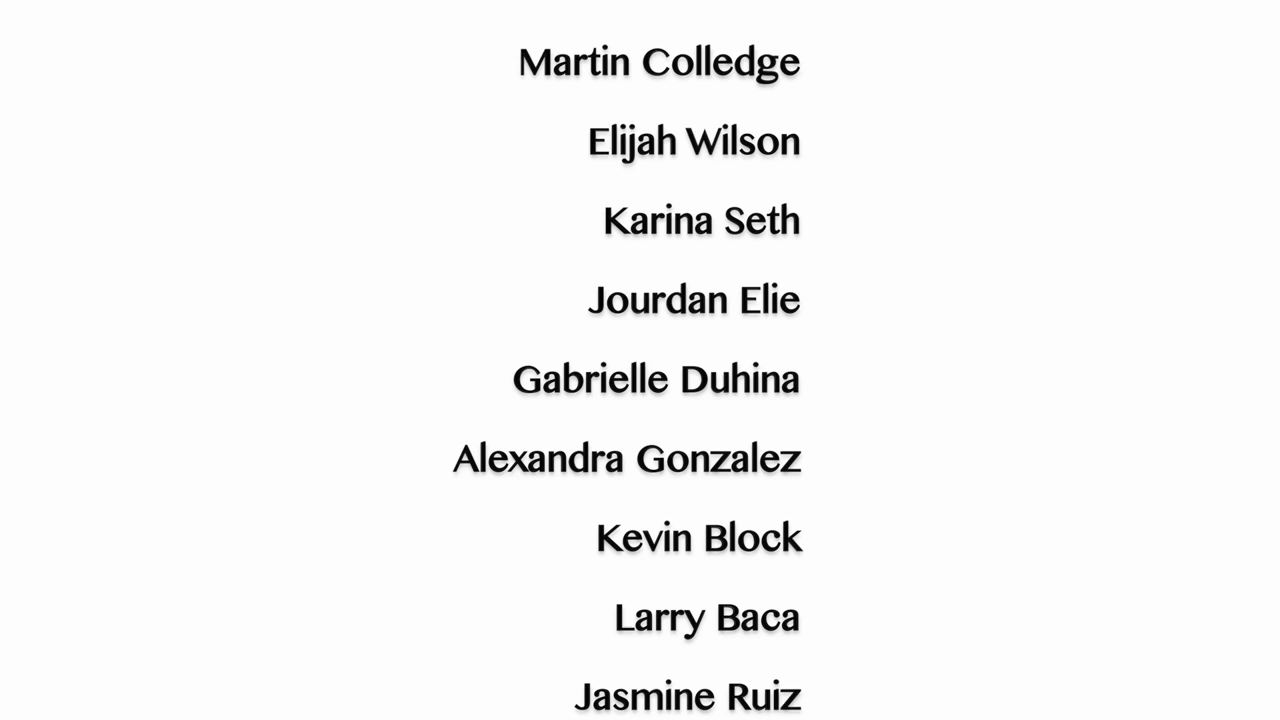 Martin Colledge
Elijah Wilson
Karina Seth
Jourdan Elie
Gabrielle Duhina
Alexandra Gonzalez
Kevin Block
Larry Baca
Jasmine Ruiz